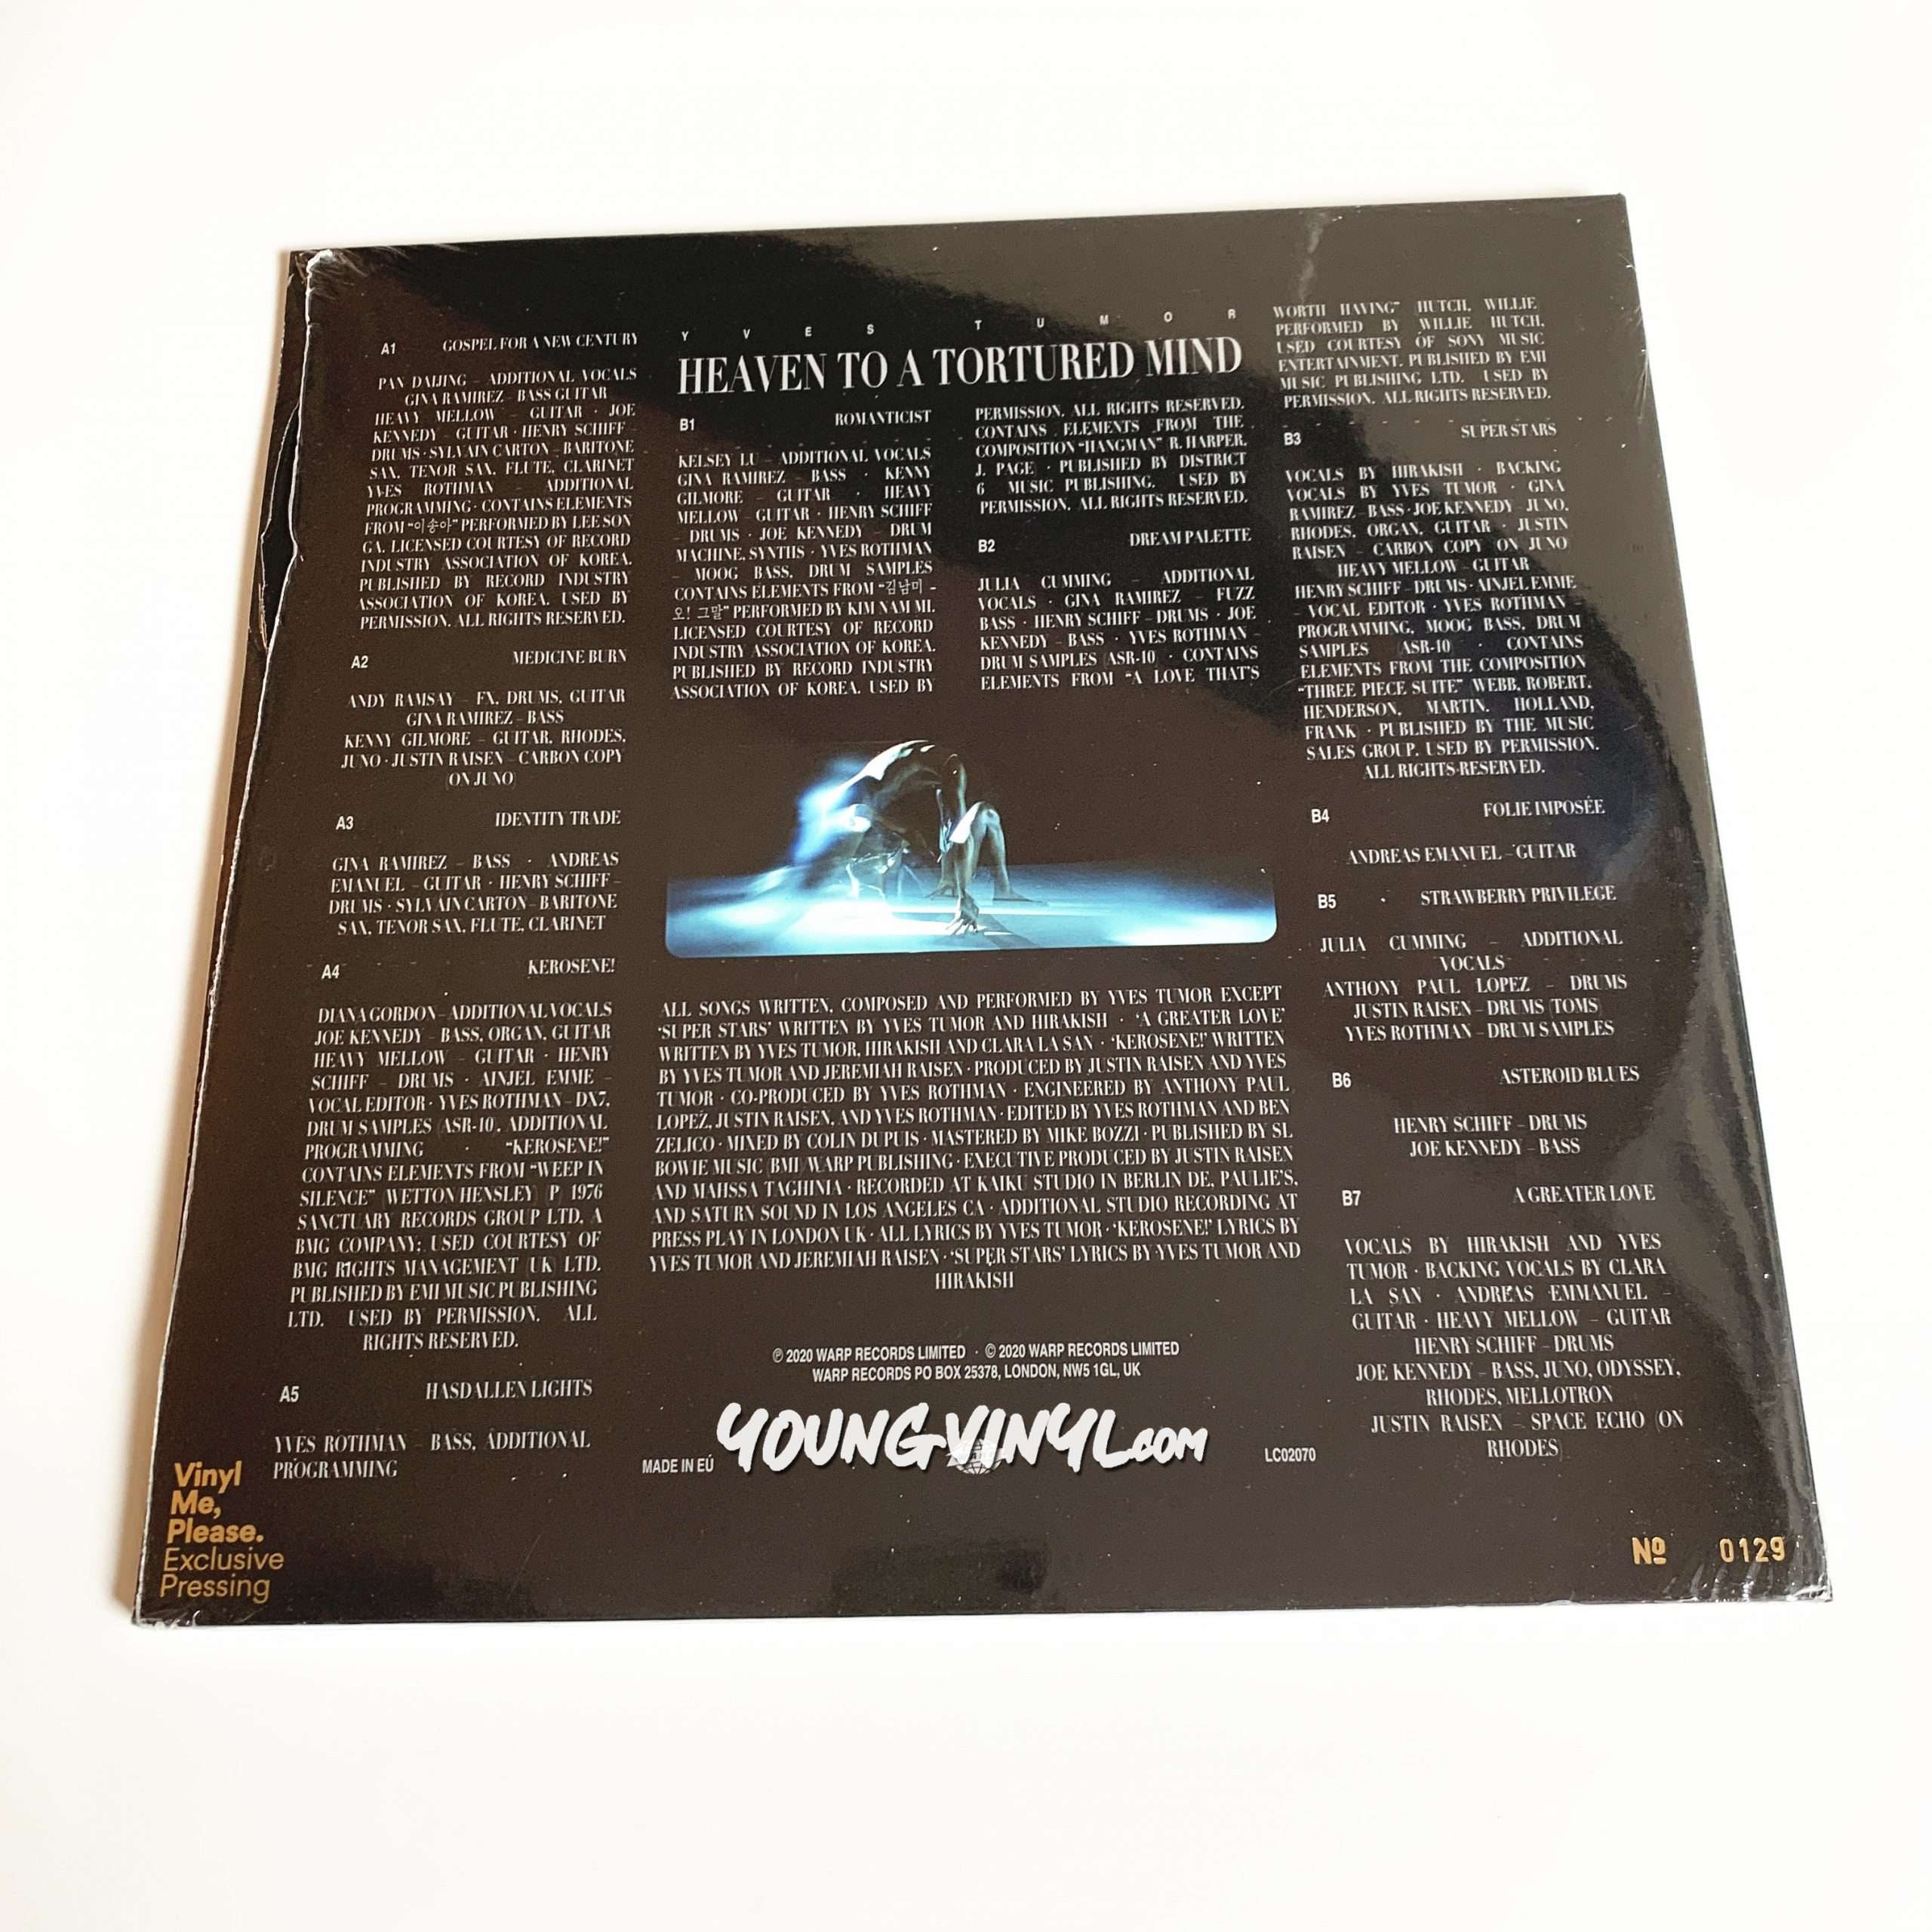 A1 GOSPEL FOR A NEW CENTURY
PAN DAIJING – ADDITIONAL VOCALS
GINA RAMIREZ – BASS GUITAR
HEAVY MELLOW – GUITAR · JOE
KENNEDY – GUITAR · HENRY SCHIFF –
DRUMS · SYLVAIN CARTON – BARITONE
SAX, TENOR SAX, FLUTE, CLARINET
YVES ROTHMAN – ADDITIONAL
PROGRAMMING · CONTAINS ELEMENTS
FROM “이송아” PERFORMED BY LEE SON
GA. LICENSED COURTESY OF RECORD
INDUSTRY ASSOCIATION OF KOREA.
PUBLISHED BY RECORD INDUSTRY
ASSOCIATION OF KOREA. USED BY
PERMISSION. ALL RIGHTS RESERVED.
A2 MEDICINE BURN
ANDY RAMSAY – FX, DRUMS, GUITAR
GINA RAMIREZ – BASS
KENNY GILMORE – GUITAR, RHODES,
JUNO · JUSTIN RAISEN – CARBON COPY
(ON JUNO)
A3 IDENTITY TRADE
GINA RAMIREZ – BASS · ANDREAS
EMANUEL – GUITAR · HENRY SCHIFF –
DRUMS · SYLVAIN CARTON – BARITONE
SAX, TENOR SAX, FLUTE, CLARINET
A4 KEROSENE!
DIANA GORDON – ADDITIONAL VOCALS
JOE KENNEDY – BASS, ORGAN, GUITAR
HEAVY MELLOW – GUITAR · HENRY
SCHIFF – DRUMS · AINJEL EMME –
VOCAL EDITOR · YVES ROTHMAN – DX7,
DRUM SAMPLES (ASR-10), ADDITIONAL
PROGRAMMING · “KEROSENE!”
CONTAINS ELEMENTS FROM “WEEP IN
SILENCE” (WETTON/HENSLEY) (P) 1976
SANCTUARY RECORDS GROUP LTD, A
BMG COMPANY; USED COURTESY OF
BMG RIGHTS MANAGEMENT (UK) LTD.
PUBLISHED BY EMI MUSIC PUBLISHING
LTD. USED BY PERMISSION. ALL
RIGHTS RESERVED.
A5 HASDALLEN LIGHTS
YVES ROTHMAN – BASS, ADDITIONAL
PROGRAMMING
YVES TUMOR
HEAVEN TO A TORTURED MIND
B1 ROMANTICIST
KELSEY LU – ADDITIONAL VOCALS
GINA RAMIREZ – BASS · KENNY
GILMORE – GUITAR · HEAVY
MELLOW – GUITAR · HENRY SCHIFF
– DRUMS · JOE KENNEDY – DRUM
MACHINE, SYNTHS · YVES ROTHMAN
– MOOG BASS, DRUM SAMPLES
CONTAINS ELEMENTS FROM “김남미 -
오! 그말” PERFORMED BY KIM NAM MI.
LICENSED COURTESY OF RECORD
INDUSTRY ASSOCIATION OF KOREA.
PUBLISHED BY RECORD INDUSTRY
ASSOCIATION OF KOREA. USED BY
PERMISSION. ALL RIGHTS RESERVED.
CONTAINS ELEMENTS FROM THE
COMPOSITION “HANGMAN” R. HARPER,
J. PAGE · PUBLISHED BY DISTRICT
6 MUSIC PUBLISHING. USED BY
PERMISSION. ALL RIGHTS RESERVED.
B2 DREAM PALETTE
JULIA CUMMING – ADDITIONAL
VOCALS · GINA RAMIREZ – FUZZ
BASS · HENRY SCHIFF – DRUMS · JOE
KENNEDY – BASS · YVES ROTHMAN –
DRUM SAMPLES (ASR-10) · CONTAINS
ELEMENTS FROM “A LOVE THAT'S
WORTH HAVING” HUTCH, WILLIE
PERFORMED BY WILLIE HUTCH.
USED COURTESY OF SONY MUSIC
ENTERTAINMENT. PUBLISHED BY EMI
MUSIC PUBLISHING LTD. USED BY
PERMISSION. ALL RIGHTS RESERVED.
B3 SUPER STARS
VOCALS BY HIRAKISH · BACKING
VOCALS BY YVES TUMOR · GINA
RAMIREZ – BASS · JOE KENNEDY – JUNO,
RHODES, ORGAN, GUITAR · JUSTIN
RAISEN – CARBON COPY (ON JUNO)
HEAVY MELLOW – GUITAR
HENRY SCHIFF – DRUMS · AINJEL EMME
– VOCAL EDITOR · YVES ROTHMAN –
PROGRAMMING, MOOG BASS, DRUM
SAMPLES (ASR-10) · CONTAINS
ELEMENTS FROM THE COMPOSITION
“THREE PIECE SUITE” WEBB, ROBERT,
HENDERSON, MARTIN, HOLLAND,
FRANK · PUBLISHED BY THE MUSIC
SALES GROUP. USED BY PERMISSION.
ALL RIGHTS RESERVED.
B4 FOLIE IMPOSÉE
ANDREAS EMANUEL – GUITAR
B5 STRAWBERRY PRIVILEGE
JULIA CUMMING – ADDITIONAL
VOCALS
ANTHONY PAUL LOPEZ – DRUMS
JUSTIN RAISEN – DRUMS (TOMS)
YVES ROTHMAN – DRUM SAMPLES
B6 ASTEROID BLUES
HENRY SCHIFF – DRUMS
JOE KENNEDY – BASS
B7 A GREATER LOVE
VOCALS BY HIRAKISH AND YVES
TUMOR · BACKING VOCALS BY CLARA
LA SAN · ANDREAS EMMANUEL –
GUITAR · HEAVY MELLOW – GUITAR
HENRY SCHIFF – DRUMS
JOE KENNEDY – BASS, JUNO, ODYSSEY,
RHODES, MELLOTRON
JUSTIN RAISEN – SPACE ECHO (ON
RHODES)
ALL SONGS WRITTEN, COMPOSED AND PERFORMED BY YVES TUMOR EXCEPT
‘SUPER STARS’ WRITTEN BY YVES TUMOR AND HIRAKISH · ‘A GREATER LOVE’
WRITTEN BY YVES TUMOR, HIRAKISH AND CLARA LA SAN · ‘KEROSENE!’ WRITTEN
BY YVES TUMOR AND JEREMIAH RAISEN · PRODUCED BY JUSTIN RAISEN AND YVES
TUMOR · CO-PRODUCED BY YVES ROTHMAN · ENGINEERED BY ANTHONY PAUL
LOPEZ, JUSTIN RAISEN, AND YVES ROTHMAN · EDITED BY YVES ROTHMAN AND BEN
ZELICO · MIXED BY COLIN DUPUIS · MASTERED BY MIKE BOZZI · PUBLISHED BY SL
BOWIE MUSIC (BMI)/WARP PUBLISHING · EXECUTIVE PRODUCED BY JUSTIN RAISEN
AND MAHSSA TAGHINIA · RECORDED AT KAIKU STUDIO IN BERLIN DE, PAULIE'S,
AND SATURN SOUND IN LOS ANGELES CA · ADDITIONAL STUDIO RECORDING AT
PRESS PLAY IN LONDON UK · ALL LYRICS BY YVES TUMOR · ‘KEROSENE!’ LYRICS BY
YVES TUMOR AND JEREMIAH RAISEN · ‘SUPER STARS’ LYRICS BY YVES TUMOR AND
HIRAKISH
℗ 2020 WARP RECORDS LIMITED · © 2020 WARP RECORDS LIMITED
WARP RECORDS PO BOX 25378, LONDON, NW5 1GL, UK
MADE IN EU
YOUNGVINYL.COM
LC02070
Vinyl
Me,
Please.
Exclusive
Pressing
Nº 0129